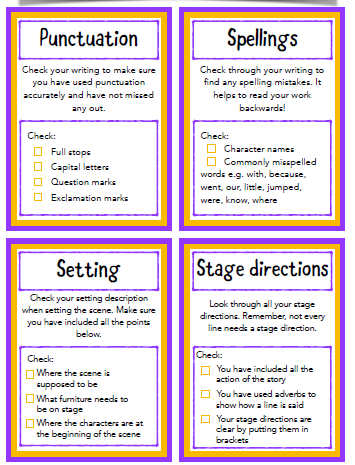 Punctuation
Check your writing to make sure
you have used punctuation
accurately and have not missed
any out.
Check:
Full stops
Capital letters
Question marks
Exclamation marks
Spellings
Check through your writing to
find any spelling mistakes. It
helps to read your work
backwards!
Check:
Character names
Commonly misspelled
words e.g. with, because,
went, our, little, jumped,
were, know, where
Setting
Check your setting description
when setting the scene. Make sure
you have included all the points
below.
Check:
Where the scene is
supposed to be
What furniture needs to
be on stage
Where the characters are at
the beginning of the scene
Stage directions
Look through all your stage
directions. Remember, not every
line needs a stage direction.
Check:
You have included all the
action of the story
You have used adverbs to
show how a line is said
Your stage directions are
clear by putting them in
brackets